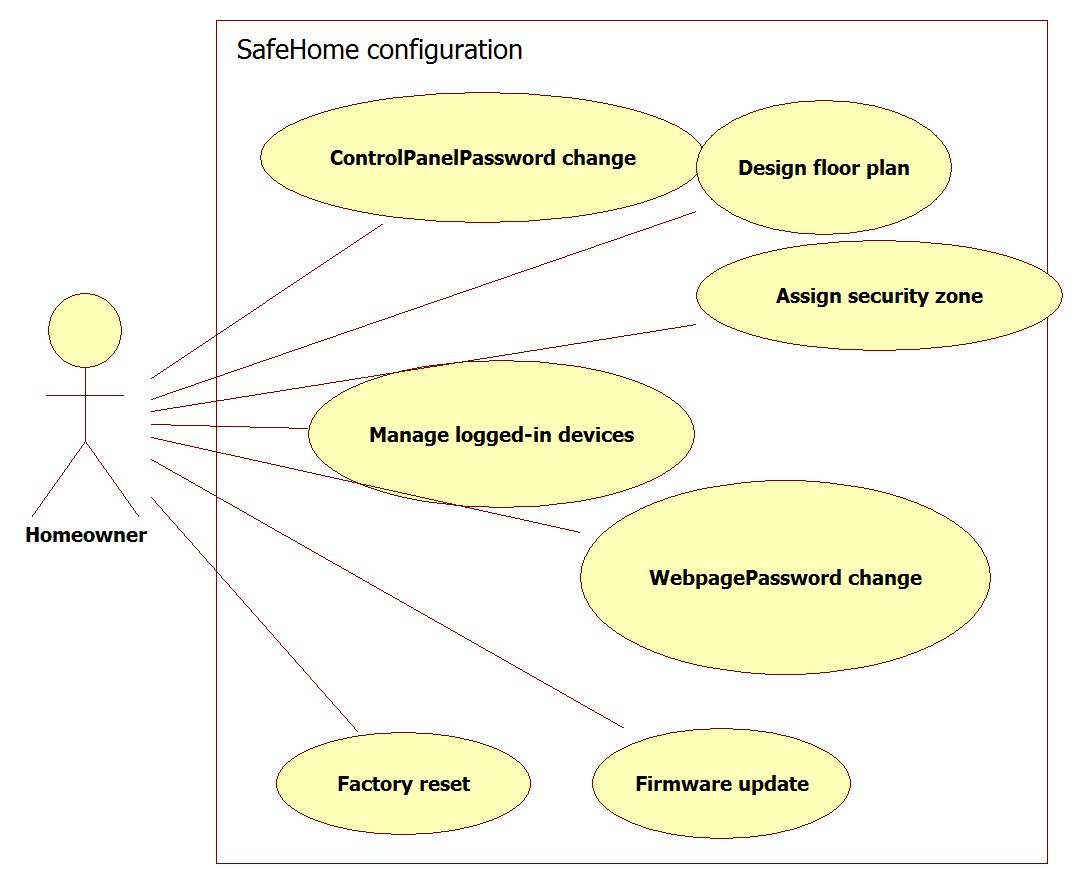 SafeHome configuration
ControlPanelPassword change
Design floor plan
Assign security zone
Manage logged-in devices
Homeowner
WebpagePassword change
Factory reset
Firmware update